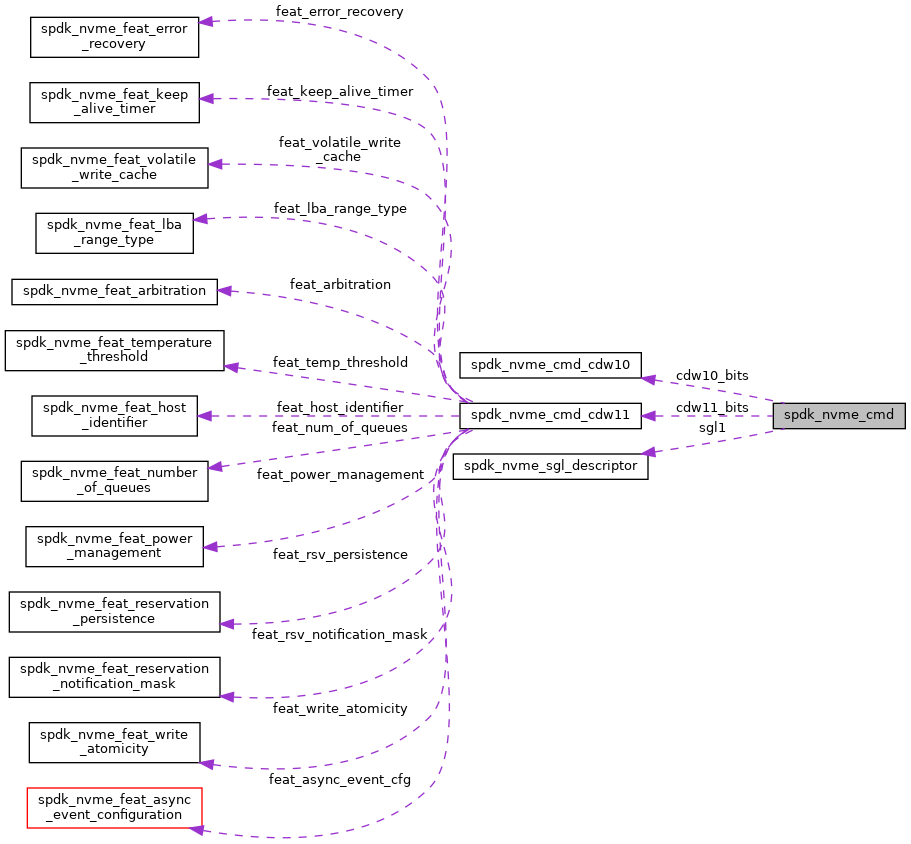 feat_error_recovery
spdk_nvme_feat_error
_recovery
feat_keep_alive_timer
spdk_nvme_feat_keep
_alive_timer
feat_volatile_write
_cache
spdk_nvme_feat_volatile
_write_cache
feat_lba_range_type
spdk_nvme_feat_lba
_range_type
feat_arbitration
spdk_nvme_feat_arbitration
spdk_nvme_feat_temperature
_threshold
feat_temp_threshold
spdk_nvme_cmd_cdw10
cdw10_bits
spdk_nvme_feat_host
_identifier
feat_host_identifier
spdk_nvme_cmd_cdw11
cdw11_bits
spdk_nvme_cmd
feat_num_of_queues
sgl1
spdk_nvme_feat_number
_of_queues
feat_power_management
spdk_nvme_sgl_descriptor
spdk_nvme_feat_power
_management
feat_rsv_persistence
spdk_nvme_feat_reservation
_persistence
feat_rsv_notification_mask
spdk_nvme_feat_reservation
_notification_mask
feat_write_atomicity
spdk_nvme_feat_write
_atomicity
feat_async_event_cfg
spdk_nvme_feat_async
_event_configuration